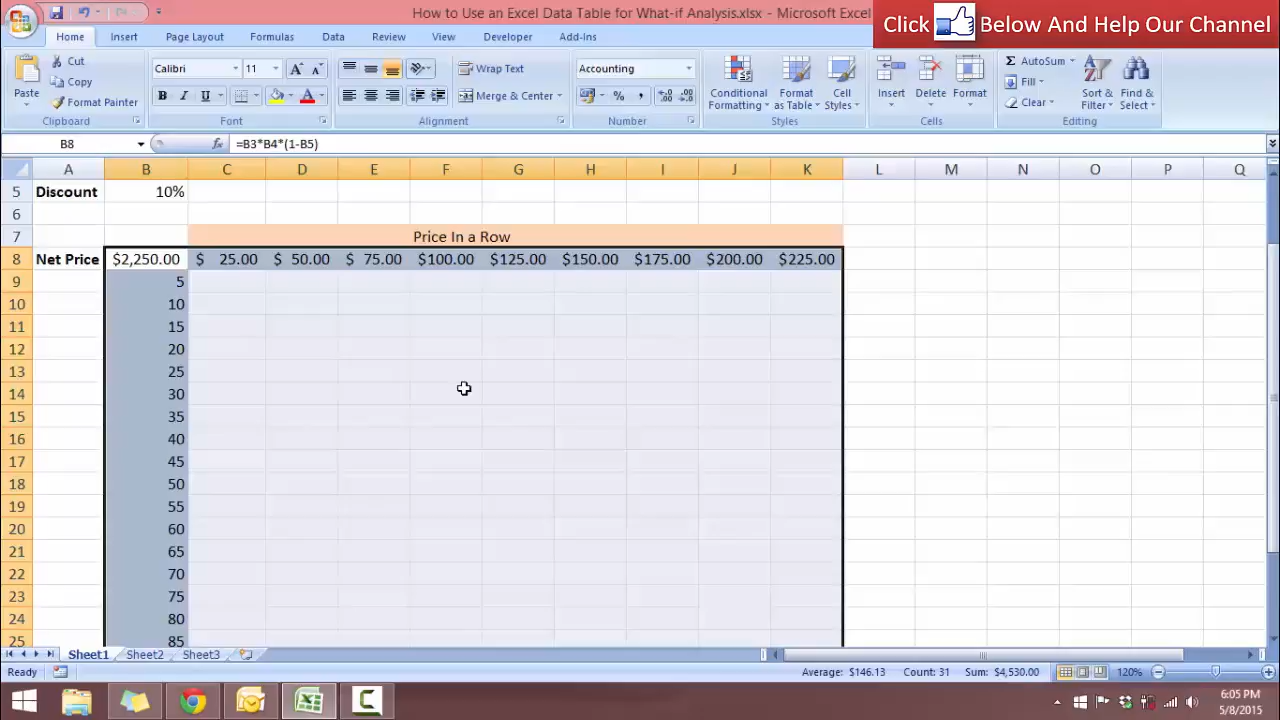 How to Use an Excel Data Table for What-if Analysis.xlsx - Microsoft Excel
Click Below And Help Our Channel
Home Insert Page Layout Formulas Data Review View Developer Add-Ins
Paste
Cut
Copy
Format Painter
Clipboard
Calibri 11
B I U
Font
Wrap Text
Merge & Center
Alignment
Accounting
Number
Conditional Formatting
Format as Table
Cell Styles
Styles
Insert Delete Format
Cells
AutoSum
Fill
Clear
Sort & Filter
Find & Select
Editing
B8 fx =B3*B4*(1-B5)
A B C D E F G H I J K L M N O P Q
5 Discount 10%
6
7 Price In a Row
8 Net Price $2,250.00 $ 25.00 $ 50.00 $ 75.00 $100.00 $125.00 $150.00 $175.00 $200.00 $225.00
9 5
10 10
11 15
12 20
13 25
14 30
15 35
16 40
17 45
18 50
19 55
20 60
21 65
22 70
23 75
24 80
25 85
Sheet1 Sheet2 Sheet3
Ready Average: $146.13 Count: 31 Sum: $4,530.00 120%
6:05 PM
5/8/2015